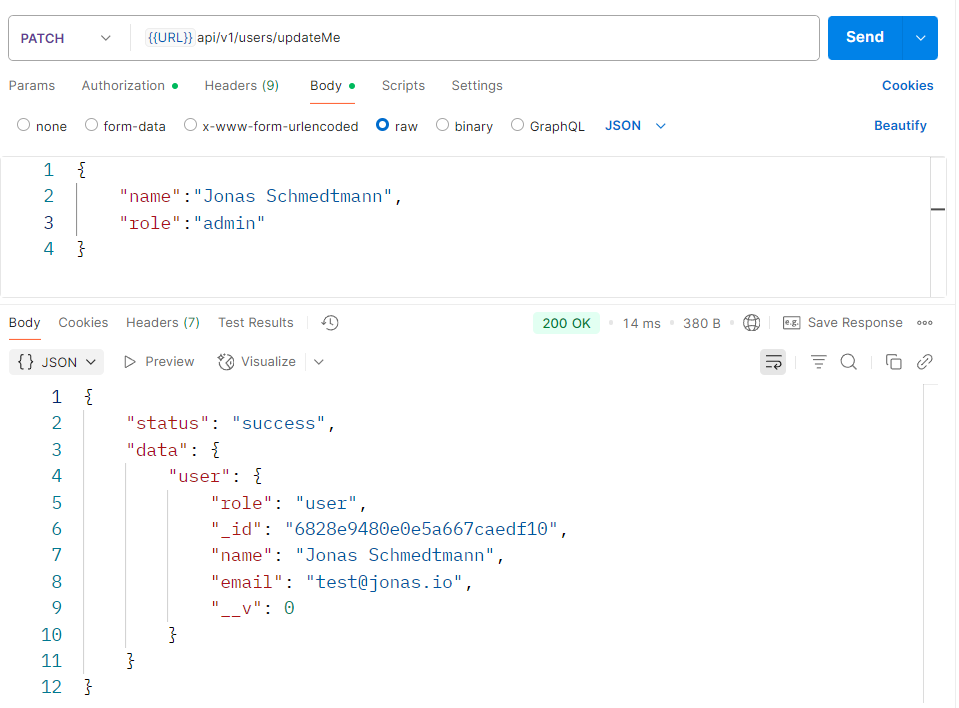 PATCH {{URL}} api/v1/users/updateMe Send
Params Authorization Headers (9) Body Scripts Settings Cookies
none form-data x-www-form-urlencoded raw binary GraphQL JSON Beautify
1 {
2 "name":"Jonas Schmedtmann",
3 "role":"admin"
4 }
Body Cookies Headers (7) Test Results 200 OK • 14 ms • 380 B • e.g. Save Response
{} JSON Preview Visualize
1 {
2 "status": "success",
3 "data": {
4 "user": {
5 "role": "user",
6 "_id": "6828e9480e0e5a667caedf10",
7 "name": "Jonas Schmedtmann",
8 "email": "test@jonas.io",
9 "__v": 0
10 }
11 }
12 }